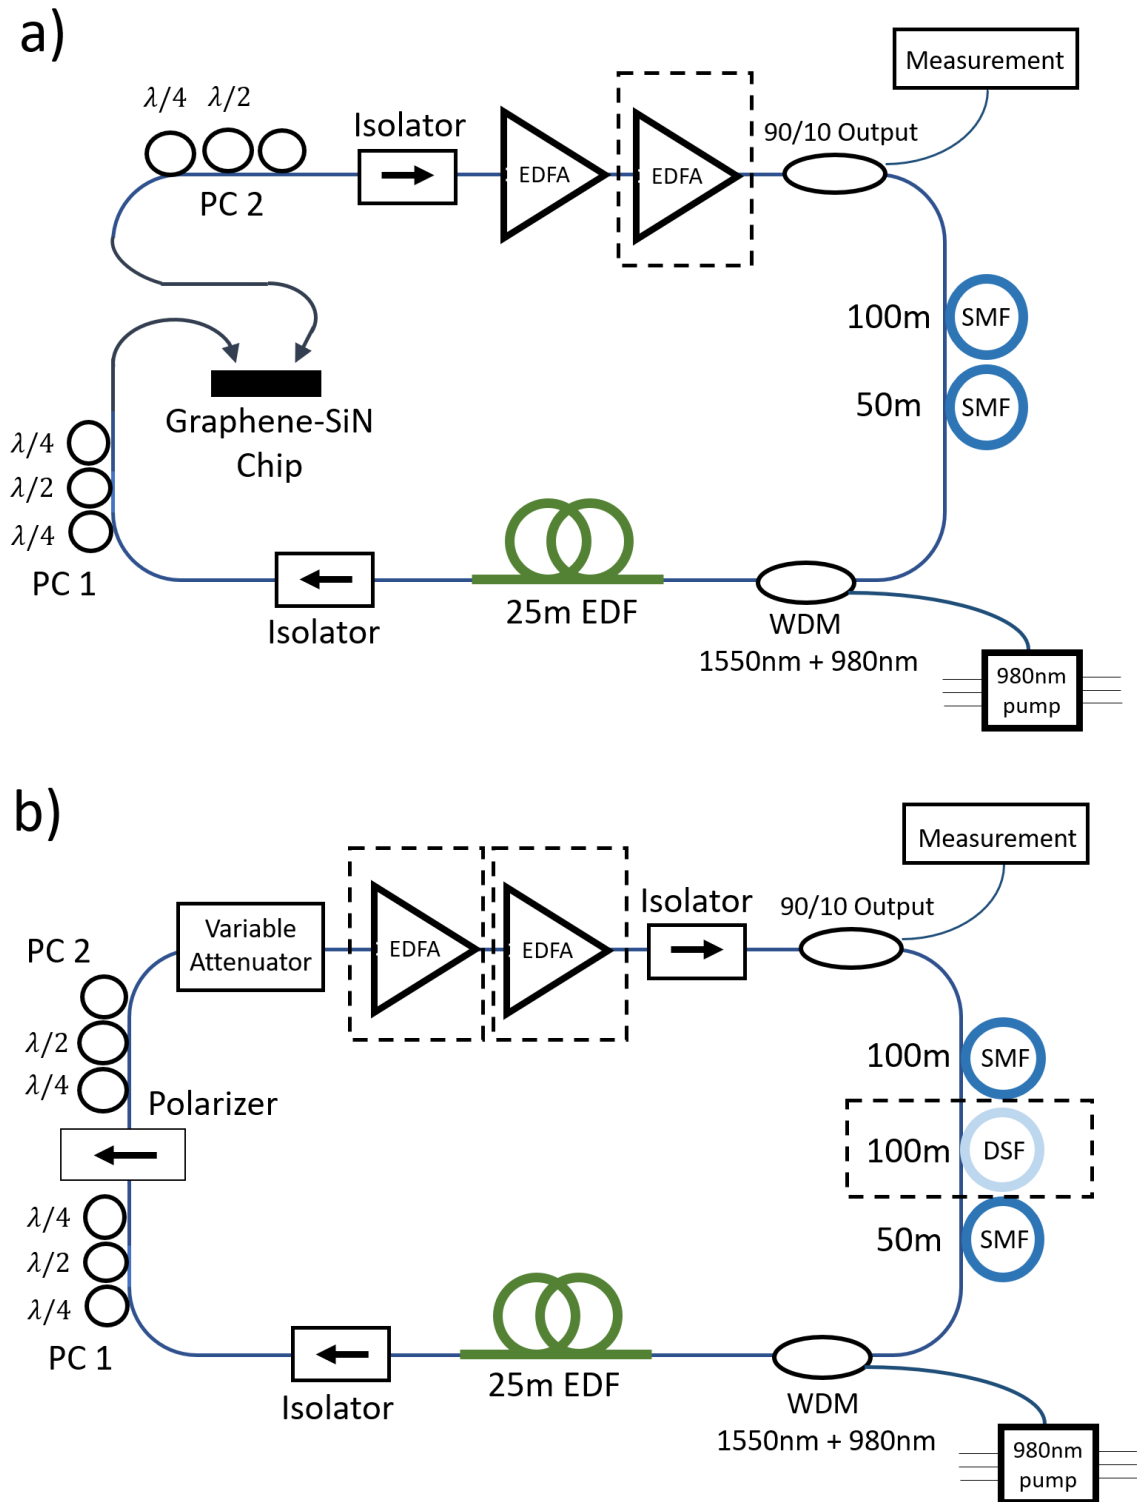 a)
Measurement
λ/4 λ/2
Isolator
90/10 Output
EDFA
EDFA
PC 2
100m
SMF
50m
SMF
Graphene-SiN
Chip
λ/4
λ/2
λ/4
PC 1
25m EDF
Isolator
WDM
1550nm + 980nm
980nm
pump
b)
Measurement
Isolator
90/10 Output
Variable
Attenuator
EDFA
EDFA
PC 2
λ/2
λ/4
100m
SMF
Polarizer
100m
DSF
λ/4
λ/2
λ/4
50m
SMF
PC 1
25m EDF
Isolator
WDM
1550nm + 980nm
980nm
pump